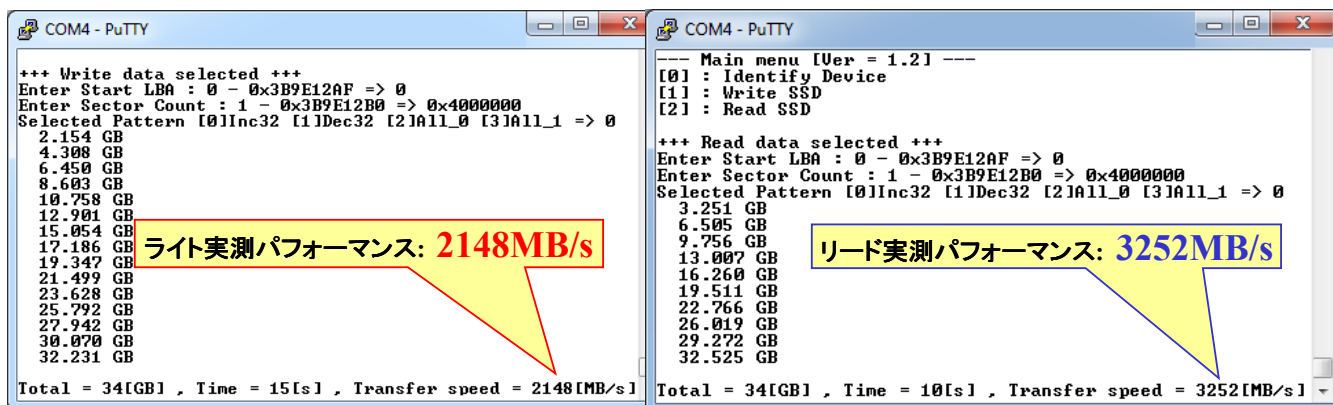 COM4 - PuTTY
+++ Write data selected +++
Enter Start LBA : 0 - 0x3B9E12AF => 0
Enter Sector Count : 1 - 0x3B9E12B0 => 0x4000000
Selected Pattern [0]Inc32 [1]Dec32 [2]All_0 [3]All_1 => 0
2.154 GB
4.308 GB
6.450 GB
8.603 GB
10.758 GB
12.901 GB
15.054 GB
17.186 GB
19.347 GB
21.499 GB
23.628 GB
25.792 GB
27.942 GB
30.070 GB
32.231 GB
ライト実測パフォーマンス: 2148MB/s
Total = 34[GB] , Time = 15[s] , Transfer speed = 2148[MB/s]
COM4 - PuTTY
--- Main menu [Ver = 1.2] ---
[0] : Identify Device
[1] : Write SSD
[2] : Read SSD
+++ Read data selected +++
Enter Start LBA : 0 - 0x3B9E12AF => 0
Enter Sector Count : 1 - 0x3B9E12B0 => 0x4000000
Selected Pattern [0]Inc32 [1]Dec32 [2]All_0 [3]All_1 => 0
3.251 GB
6.505 GB
9.756 GB
13.007 GB
16.260 GB
19.511 GB
22.766 GB
26.019 GB
29.272 GB
32.525 GB
リード実測パフォーマンス: 3252MB/s
Total = 34[GB] , Time = 10[s] , Transfer speed = 3252[MB/s]